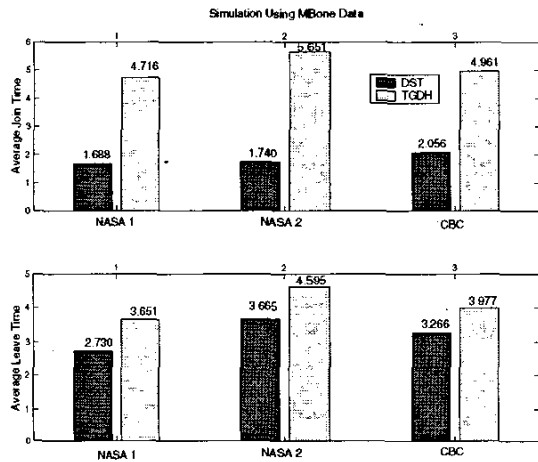 Simulation Using MBone Data
1 2 3
6
5
4
3
2
1
0
Average Join Time
1.688 4.716 1.740 5.651 2.056 4.961
DST
TGDH
NASA 1 NASA 2 CBC
1 2 3
5
4
3
2
1
0
Average Leave Time
2.730 3.651 3.665 4.595 3.266 3.977
NASA 1 NASA 2 CBC